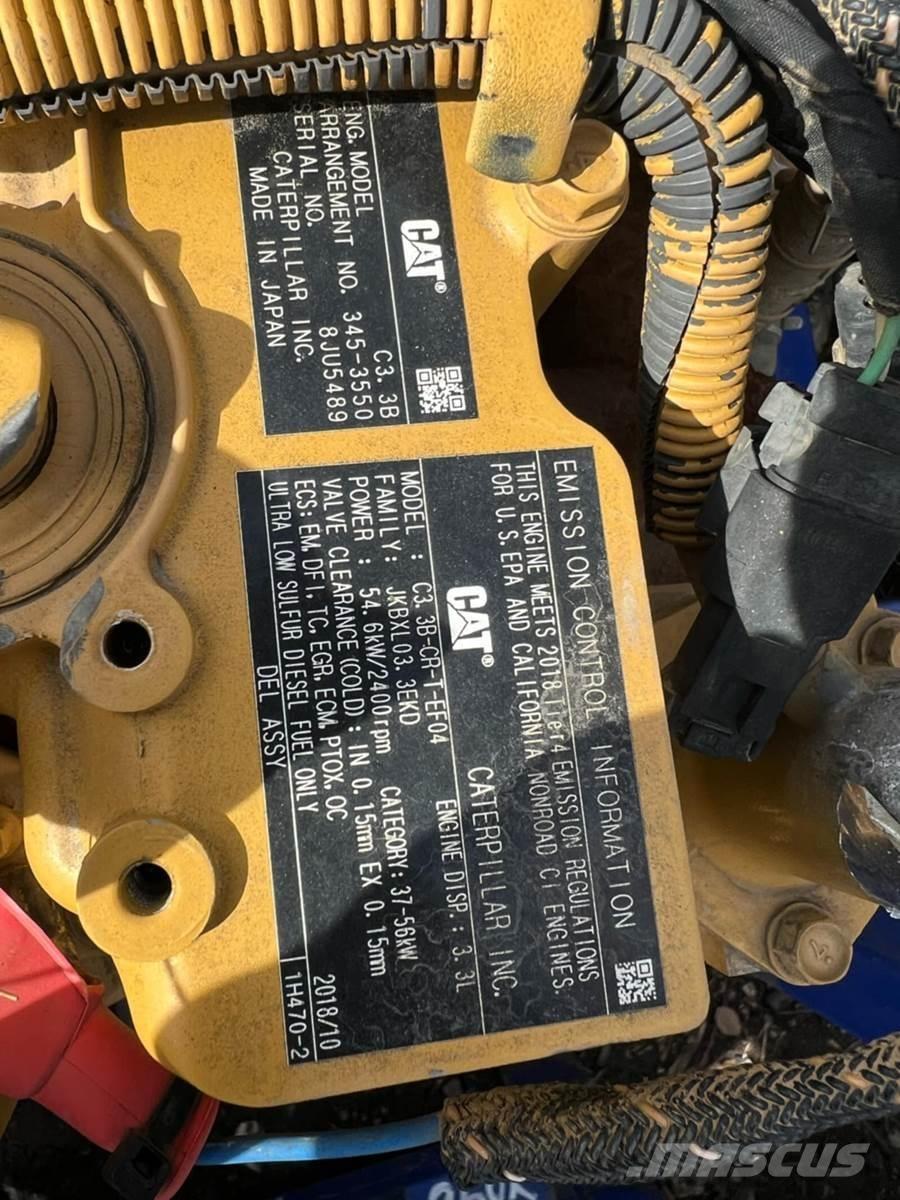 CAT®
ENG. MODEL C3.3B
ARRANGEMENT NO. 345-3550
SERIAL NO. 8JU5489
CATERPILLAR INC.
MADE IN JAPAN
EMISSION CONTROL INFORMATION
THIS ENGINE MEETS 2018 Tier4 EMISSION REGULATIONS
FOR U.S.EPA AND CALIFORNIA NONROAD CI ENGINES.
CAT® CATERPILLAR INC.
MODEL : C3.3B-CR-T-EF04 ENGINE DISP.: 3.3L
FAMILY: JKBXL03.3EKD
POWER : 54.6kW/2400rpm CATEGORY: 37-56kW
VALVE CLEARANCE(COLD): IN 0.15mm EX 0.15mm
ECS: EM, DFI, TC, EGR, ECM, PTOX, OC
ULTRA LOW SULFUR DIESEL FUEL ONLY 2018/10
DEL ASSY 1H470-2
4
MASCUS